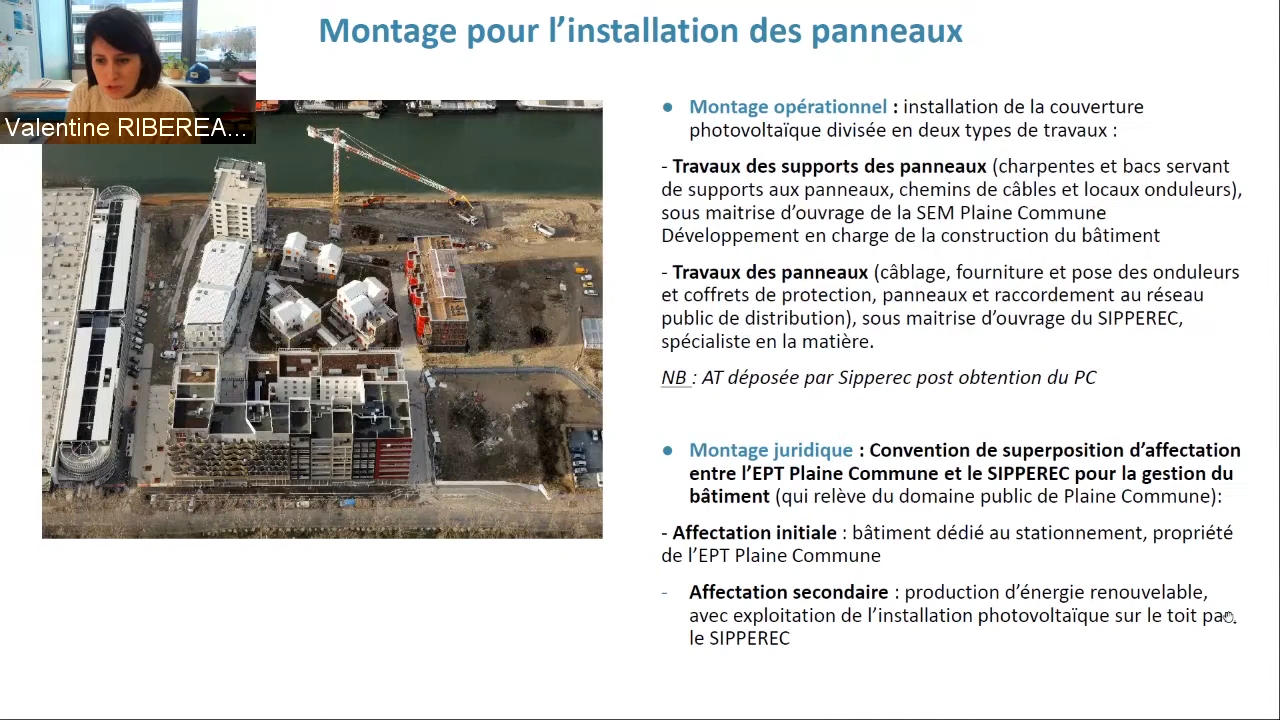 Montage pour l’installation des panneaux
Valentine RIBEREA...
● Montage opérationnel : installation de la couverture
photovoltaïque divisée en deux types de travaux :
- Travaux des supports des panneaux (charpentes et bacs servant
de supports aux panneaux, chemins de câbles et locaux onduleurs),
sous maitrise d’ouvrage de la SEM Plaine Commune
Développement en charge de la construction du bâtiment
- Travaux des panneaux (câblage, fourniture et pose des onduleurs
et coffrets de protection, panneaux et raccordement au réseau
public de distribution), sous maitrise d’ouvrage du SIPPEREC,
spécialiste en la matière.
NB : AT déposée par Sipperec post obtention du PC
● Montage juridique : Convention de superposition d’affectation
entre l’EPT Plaine Commune et le SIPPEREC pour la gestion du
bâtiment (qui relève du domaine public de Plaine Commune):
- Affectation initiale : bâtiment dédié au stationnement, propriété
de l’EPT Plaine Commune
- Affectation secondaire : production d’énergie renouvelable,
avec exploitation de l’installation photovoltaïque sur le toit par
le SIPPEREC